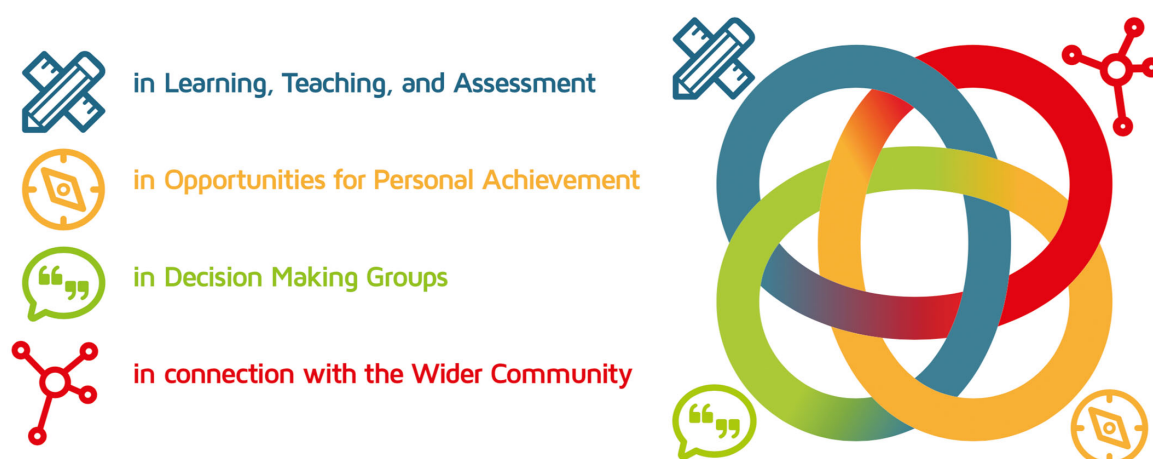 in Learning, Teaching, and Assessment
in Opportunities for Personal Achievement
in Decision Making Groups
in connection with the Wider Community